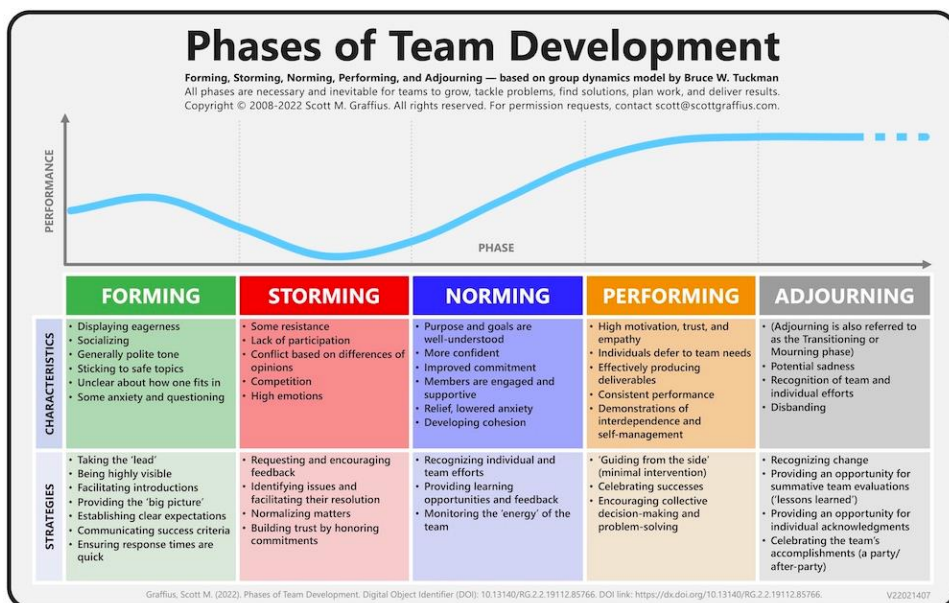 Phases of Team Development
Forming, Storming, Norming, Performing, and Adjourning — based on group dynamics model by Bruce W. Tuckman
All phases are necessary and inevitable for teams to grow, tackle problems, find solutions, plan work, and deliver results.
Copyright © 2008-2022 Scott M. Graffius. All rights reserved. For permission requests, contact scott@scottgraffius.com.
PERFORMANCE
PHASE
FORMING
STORMING
NORMING
PERFORMING
ADJOURNING
CHARACTERISTICS
• Displaying eagerness
• Socializing
• Generally polite tone
• Sticking to safe topics
• Unclear about how one fits in
• Some anxiety and questioning
• Some resistance
• Lack of participation
• Conflict based on differences of
opinions
• Competition
• High emotions
• Purpose and goals are
well-understood
• More confident
• Improved commitment
• Members are engaged and
supportive
• Relief, lowered anxiety
• Developing cohesion
• High motivation, trust, and
empathy
• Individuals defer to team needs
• Effectively producing
deliverables
• Consistent performance
• Demonstrations of
interdependence and
self-management
• (Adjourning is also referred to
as the Transitioning or
Mourning phase)
• Potential sadness
• Recognition of team and
individual efforts
• Disbanding
STRATEGIES
• Taking the ‘lead’
• Being highly visible
• Facilitating introductions
• Providing the ‘big picture’
• Establishing clear expectations
• Communicating success criteria
• Ensuring response times are
quick
• Requesting and encouraging
feedback
• Identifying issues and
facilitating their resolution
• Normalizing matters
• Building trust by honoring
commitments
• Recognizing individual and
team efforts
• Providing learning
opportunities and feedback
• Monitoring the ‘energy’ of the
team
• ‘Guiding from the side’
(minimal intervention)
• Celebrating successes
• Encouraging collective
decision-making and
problem-solving
• Recognizing change
• Providing an opportunity for
summative team evaluations
(‘lessons learned’)
• Providing an opportunity for
individual acknowledgments
• Celebrating the team’s
accomplishments (a party/
after-party)
Graffius, Scott M. (2022). Phases of Team Development. Digital Object Identifier (DOI): 10.13140/RG.2.2.19112.85766. DOI link: https://dx.doi.org/10.13140/RG.2.2.19112.85766.
V22021407